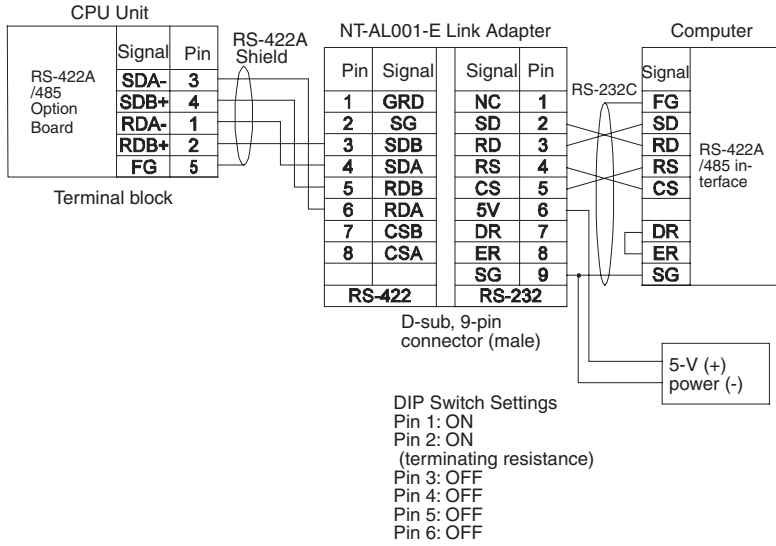 CPU Unit
RS-422A
/485
Option
Board
Signal Pin
SDA- 3
SDB+ 4
RDA- 1
RDB+ 2
FG 5
Terminal block
RS-422A
Shield
NT-AL001-E Link Adapter
Pin Signal
1 GRD
2 SG
3 SDB
4 SDA
5 RDB
6 RDA
7 CSB
8 CSA
RS-422
Signal Pin
NC 1
SD 2
RD 3
RS 4
CS 5
5V 6
DR 7
ER 8
SG 9
RS-232
D-sub, 9-pin
connector (male)
RS-232C
Computer
Signal
FG
SD
RD
RS
CS
DR
ER
SG
RS-422A
/485 in-
terface
5-V (+)
power (-)
DIP Switch Settings
Pin 1: ON
Pin 2: ON
(terminating resistance)
Pin 3: OFF
Pin 4: OFF
Pin 5: OFF
Pin 6: OFF